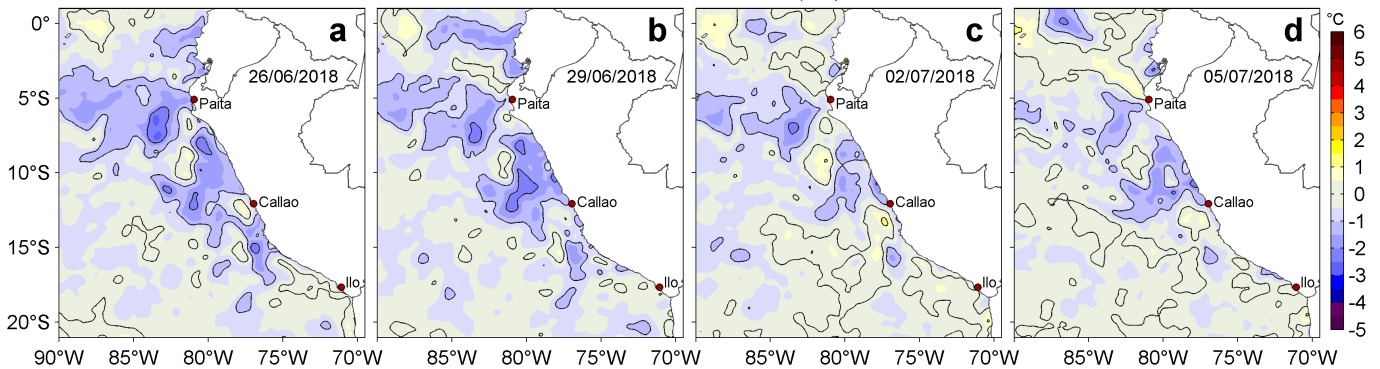 a
b
c
d
°C
26/06/2018
29/06/2018
02/07/2018
05/07/2018
0°
5°S
10°S
15°S
20°S
Paita
Callao
Ilo
Paita
Callao
Ilo
Paita
Callao
Ilo
Paita
Callao
Ilo
90°W 85°W 80°W 75°W 70°W
85°W 80°W 75°W 70°W
85°W 80°W 75°W 70°W
85°W 80°W 75°W 70°W
6
5
4
3
2
1
0
-1
-2
-3
-4
-5